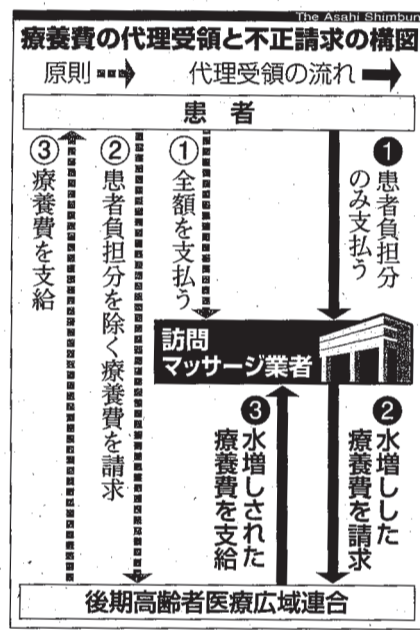 The Asahi Shimbun
療養費の代理受領と不正請求の構図
原則 代理受領の流れ
患者
③療養費を支給
②患者負担分を除く療養費を請求
①全額を支払う
❶患者負担分
のみ支払う
訪問
マッサージ業者
❸水増しされた
療養費を支給
❷水増しした
療養費を請求
後期高齢者医療広域連合